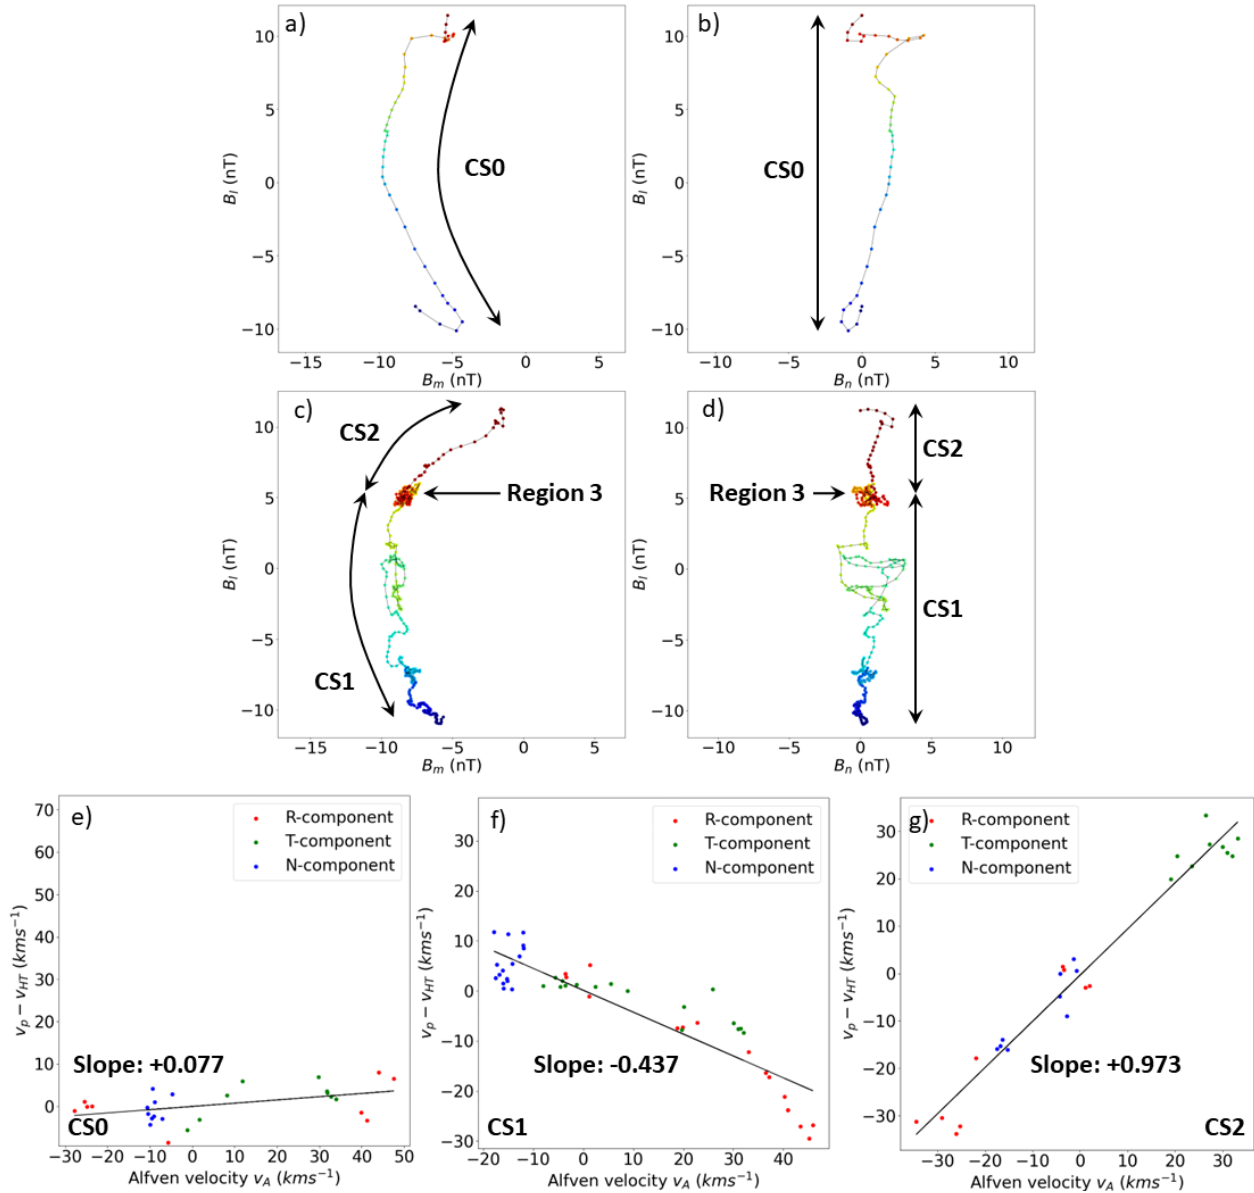 a)
10
5
0
−5
−10
B_l (nT)
CS0
−15 −10 −5 0 5
B_m (nT)
b)
10
5
0
−5
−10
B_l (nT)
CS0
−10 −5 0 5 10
B_n (nT)
c)
10
5
0
−5
−10
B_l (nT)
CS2
Region 3
CS1
−15 −10 −5 0 5
B_m (nT)
d)
10
5
0
−5
−10
B_l (nT)
CS2
Region 3
CS1
−10 −5 0 5 10
B_n (nT)
e)
R-component
T-component
N-component
70
60
50
40
30
20
10
0
v_p − v_HT (kms⁻¹)
Slope: +0.077
CS0
−30 −20 −10 0 10 20 30 40 50
Alfven velocity v_A (kms⁻¹)
f)
R-component
T-component
N-component
30
20
10
0
−10
−20
−30
v_p − v_HT (kms⁻¹)
Slope: -0.437
CS1
−20 −10 0 10 20 30 40
Alfven velocity v_A (kms⁻¹)
g)
R-component
T-component
N-component
30
20
10
0
−10
−20
−30
v_p − v_HT (kms⁻¹)
Slope: +0.973
CS2
−30 −20 −10 0 10 20 30
Alfven velocity v_A (kms⁻¹)